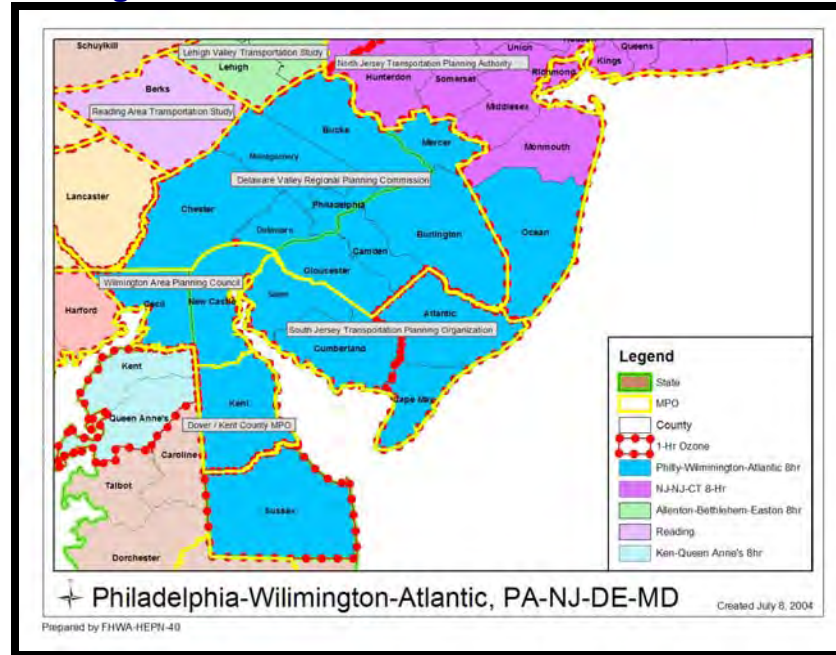 Schuylkill
Lehigh Valley Transportation Study
Lehigh
North Jersey Transportation Planning Authority
Union
Queens
Kings
Richmond
Hunterdon
Somerset
Berks
Middlesex
Reading Area Transportation Study
Bucks
Mercer
Monmouth
Montgomery
Delaware Valley Regional Planning Commission
Lancaster
Chester
Philadelphia
Delaware
Burlington
Ocean
Camden
Gloucester
Wilmington Area Planning Council
Harford
Cecil
New Castle
Salem
Atlantic
South Jersey Transportation Planning Organization
Cumberland
Kent
Cape May
Kent
Queen Anne's
Dover / Kent County MPO
Caroline
Talbot
Sussex
Dorchester
Legend
State
MPO
County
1-Hr Ozone
Philly-Wilminington-Atlantic 8hr
NJ-NJ-CT 8-Hr
Allenton-Bethlehem-Easton 8hr
Reading
Ken-Queen Anne's 8hr
Philadelphia-Wilimington-Atlantic, PA-NJ-DE-MD
Created July 8, 2004
Prepared by FHWA-HEPN-40